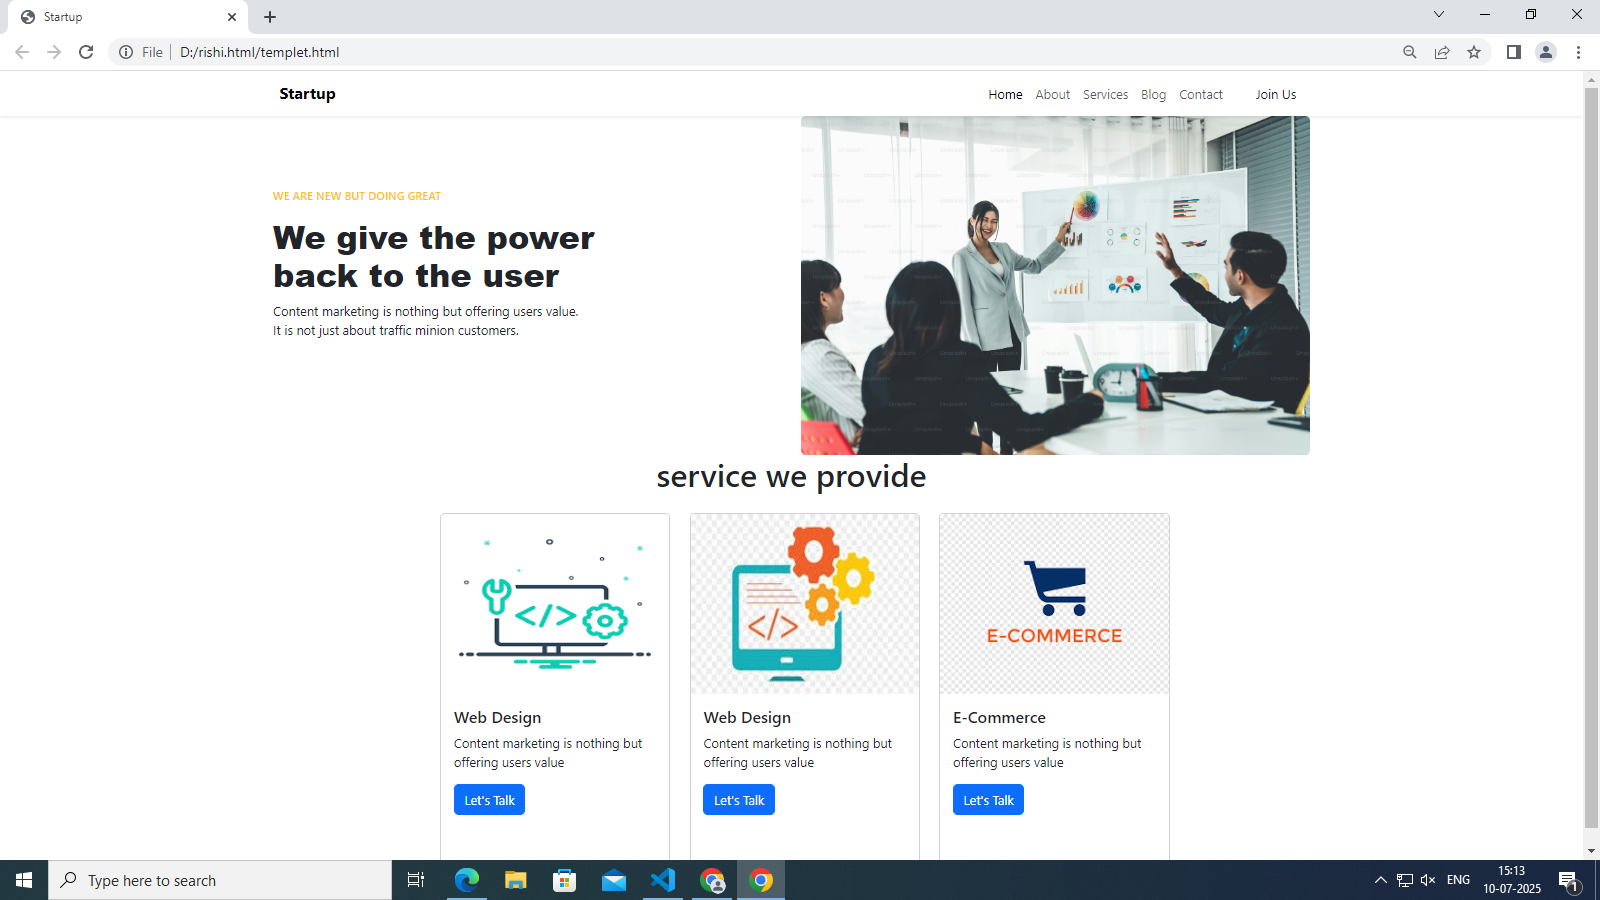 Startup
File
D:/rishi.html/templet.html
Startup
Home
About
Services
Blog
Contact
Join Us
WE ARE NEW BUT DOING GREAT
We give the power
back to the user
Content marketing is nothing but offering users value.
It is not just about traffic minion customers.
service we provide
</>
</>
E-COMMERCE
Web Design
Content marketing is nothing but
offering users value
Let's Talk
Web Design
Content marketing is nothing but
offering users value
Let's Talk
E-Commerce
Content marketing is nothing but
offering users value
Let's Talk
Type here to search
ENG
15:13
10-07-2025
1